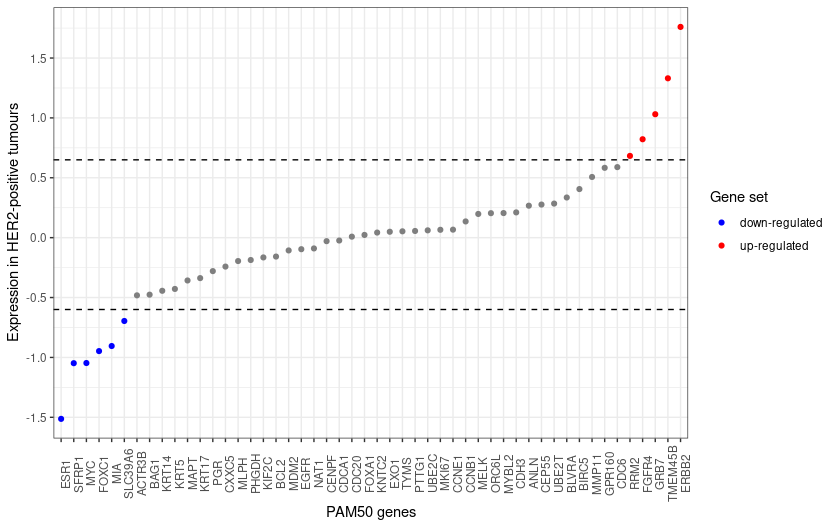 Expression in HER2-positive tumours
1.5
1.0
0.5
0.0
-0.5
-1.0
-1.5
ESR1
SFRP1
MYC
FOXC1
MIA
SLC39A6
ACTR3B
BAG1
KRT14
KRT5
MAPT
KRT17
PGR
CXXC5
MLPH
PHGDH
KIF2C
BCL2
MDM2
EGFR
NAT1
CENPF
CDCA1
CDC20
FOXA1
KNTC2
EXO1
TYMS
PTTG1
UBE2C
MKI67
CCNE1
CCNB1
MELK
ORC6L
MYBL2
CDH3
ANLN
CEP55
UBE2T
BLVRA
BIRC5
MMP11
GPR160
CDC6
RRM2
FGFR4
GRB7
TMEM45B
ERBB2
PAM50 genes
Gene set
down-regulated
up-regulated